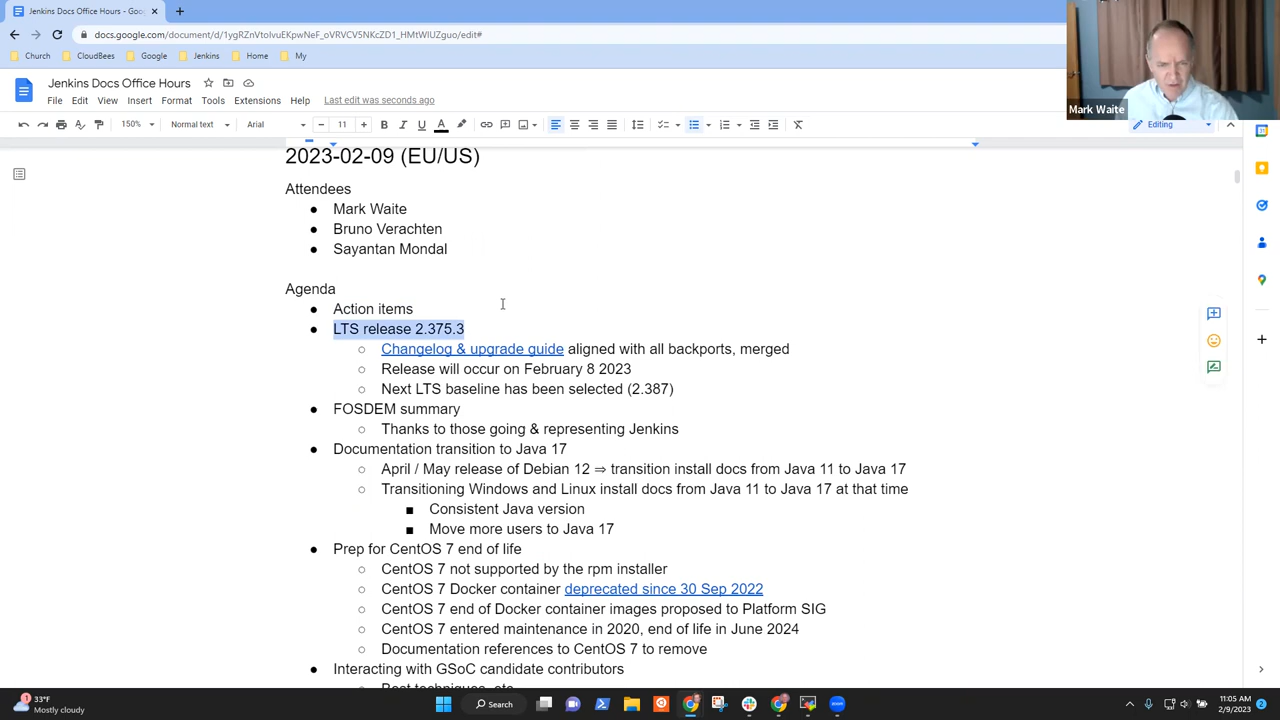 Jenkins Docs Office Hours - Goo
docs.google.com/document/d/1ygRZnVtoIvuEKpwNeF_oVRVCV5NKcZD1_HMtWIUZguo/edit#
Church
CloudBees
Google
Jenkins
Home
My
Jenkins Docs Office Hours
File Edit View Insert Format Tools Extensions Help Last edit was seconds ago
150% Normal text Arial 11
Editing
Mark Waite
2023-02-09 (EU/US)
Attendees
● Mark Waite
● Bruno Verachten
● Sayantan Mondal
Agenda
● Action items
● LTS release 2.375.3
○ Changelog & upgrade guide aligned with all backports, merged
○ Release will occur on February 8 2023
○ Next LTS baseline has been selected (2.387)
● FOSDEM summary
○ Thanks to those going & representing Jenkins
● Documentation transition to Java 17
○ April / May release of Debian 12 ⇒ transition install docs from Java 11 to Java 17
○ Transitioning Windows and Linux install docs from Java 11 to Java 17 at that time
■ Consistent Java version
■ Move more users to Java 17
● Prep for CentOS 7 end of life
○ CentOS 7 not supported by the rpm installer
○ CentOS 7 Docker container deprecated since 30 Sep 2022
○ CentOS 7 end of Docker container images proposed to Platform SIG
○ CentOS 7 entered maintenance in 2020, end of life in June 2024
○ Documentation references to CentOS 7 to remove
● Interacting with GSoC candidate contributors
33°F
Mostly cloudy
Search
11:05 AM
2/9/2023